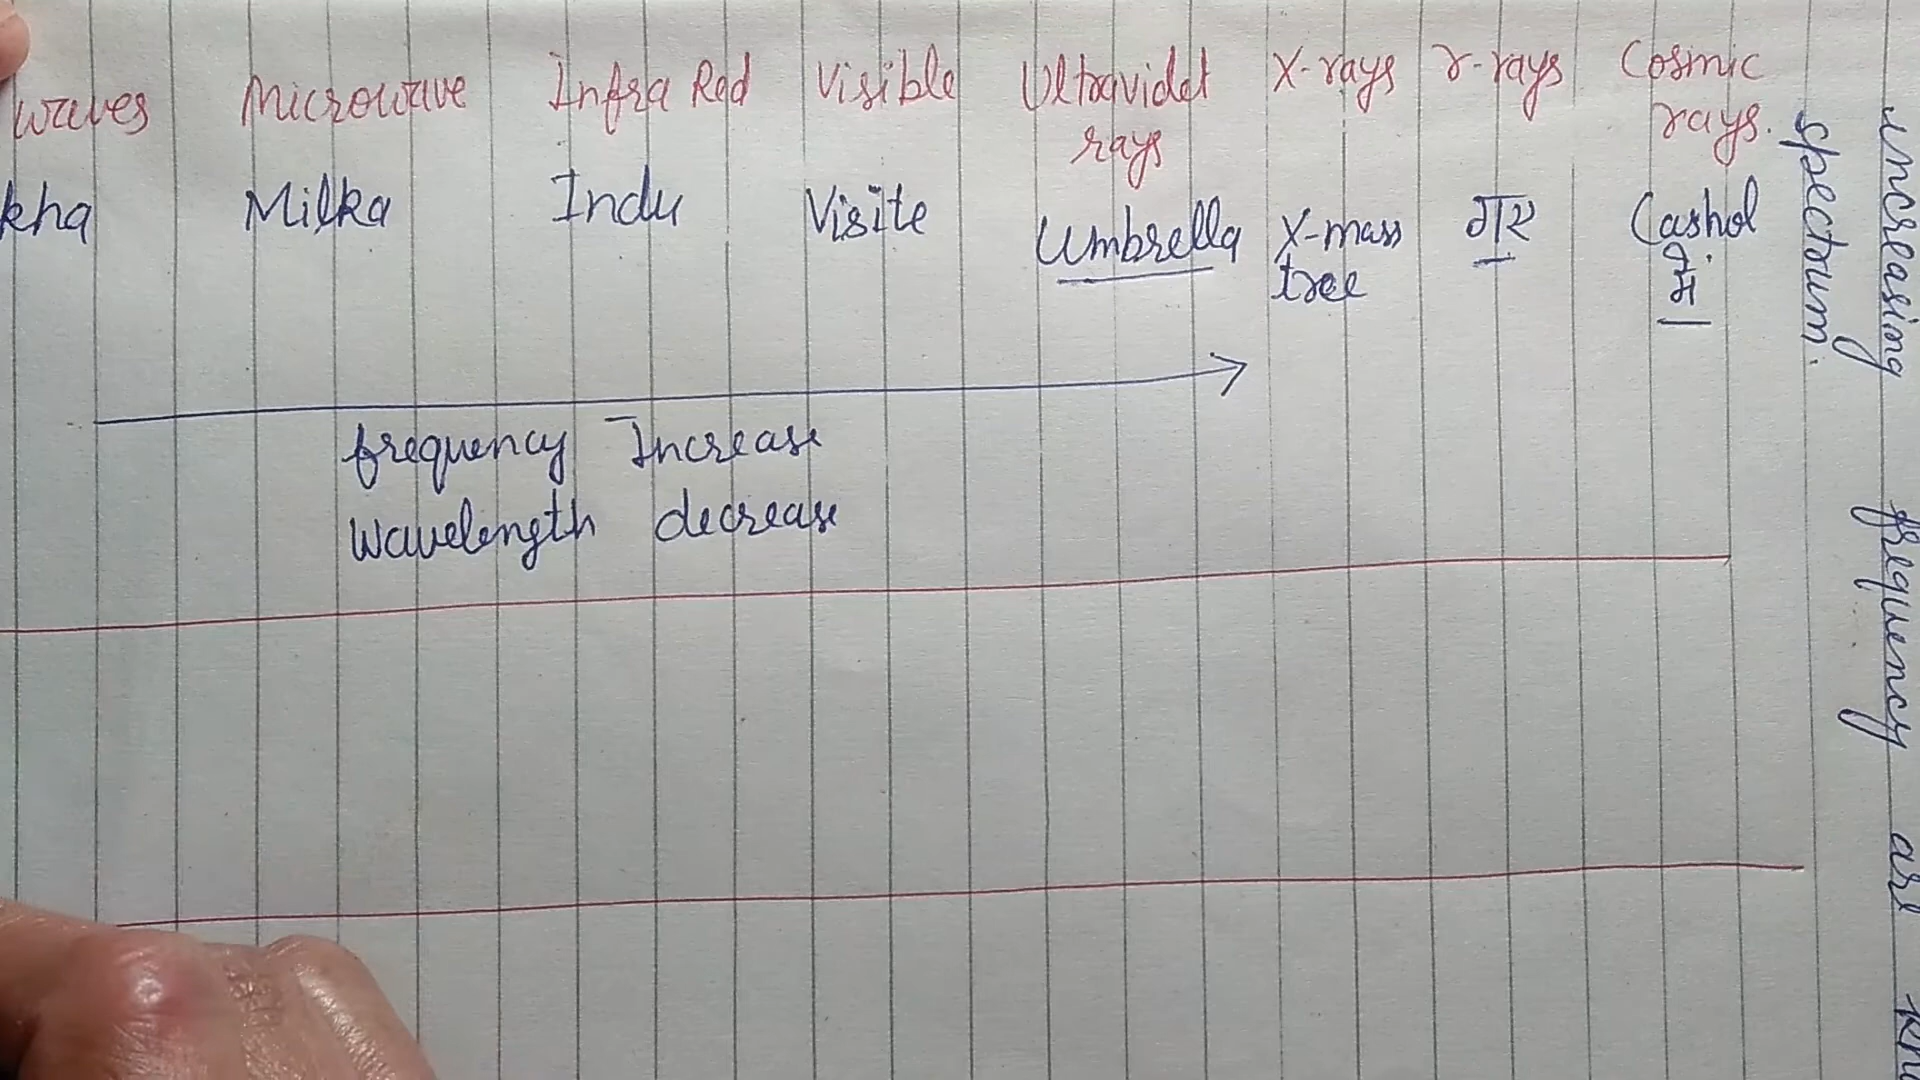 waves Microwave Infra Red Visible Ultraviolet rays X-rays γ-rays Cosmic rays.
kha Milka Indu Visite Umbrella X-mass tree गार Cashol में
frequency Increase
Wavelength decrease
increasing frequency are
spectrum.